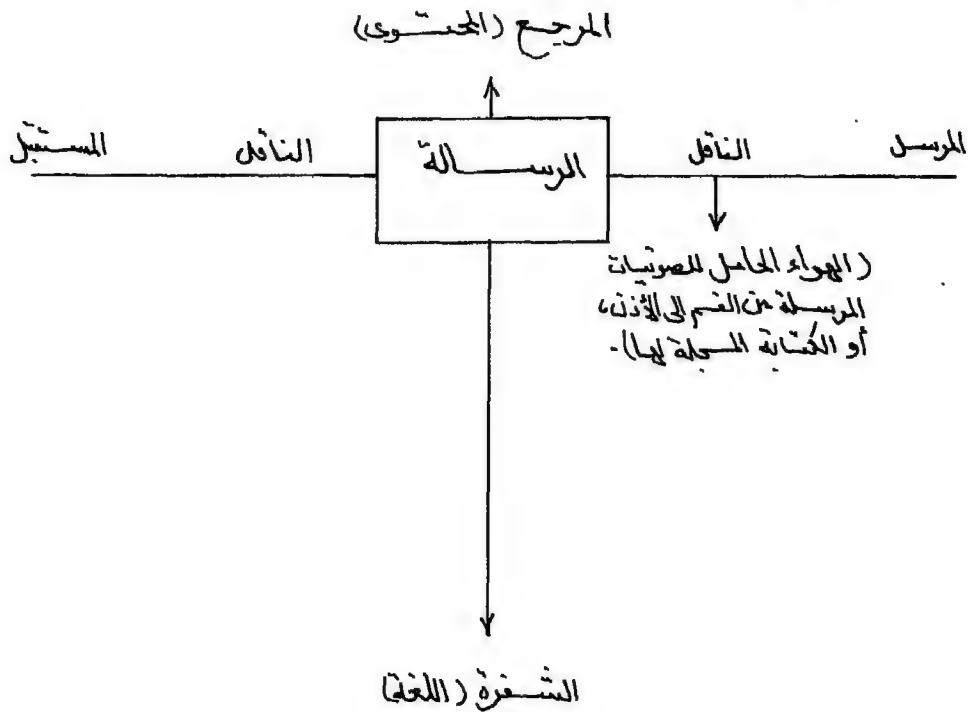 المرجع (المحتوى)
المرسل
الناقل
الرسالة
الناقل
المستقبل
(الهواء الحامل للصوتيات
المرسلة من الفم إلى الأذن،
أو الكتابة المسجلة لها).
الشفرة (اللغة)